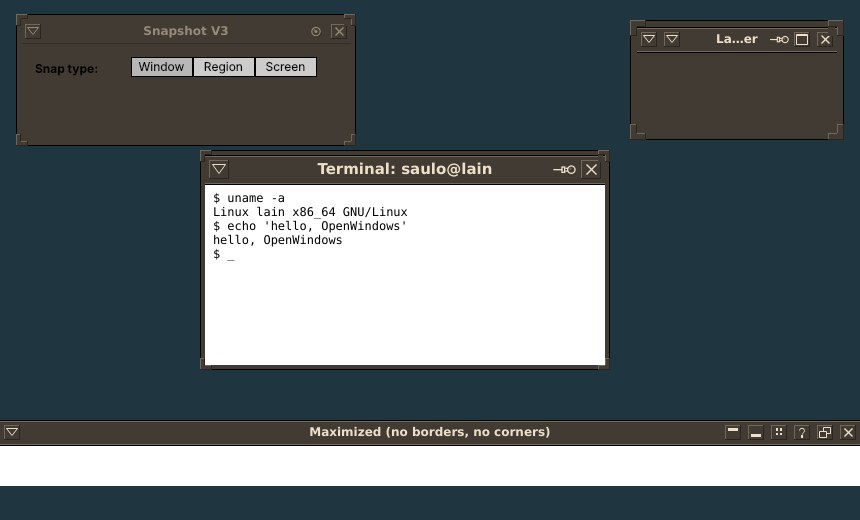 Snapshot V3
Snap type: Window Region Screen
La...er
Terminal: saulo@lain
$ uname -a
Linux lain x86_64 GNU/Linux
$ echo 'hello, OpenWindows'
hello, OpenWindows
$ _
Maximized (no borders, no corners)
?